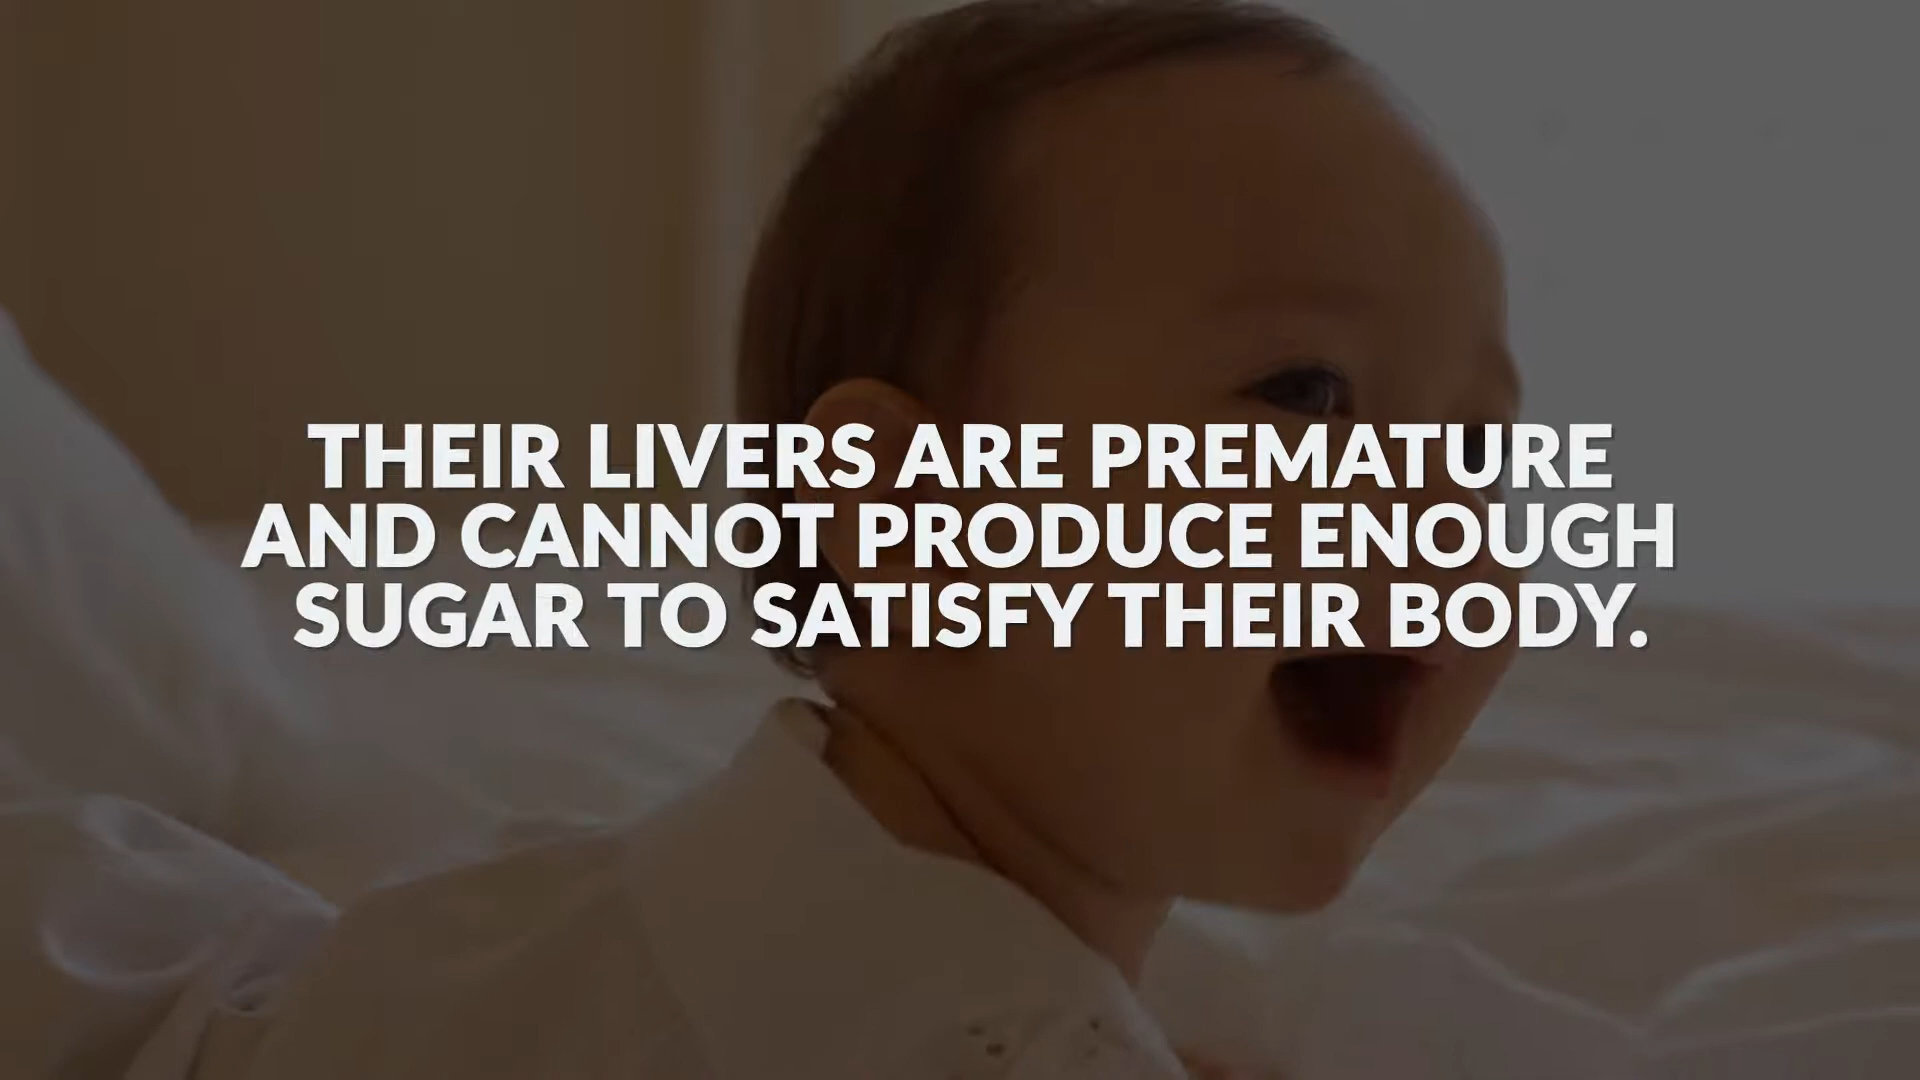 THEIR LIVERS ARE PREMATURE
AND CANNOT PRODUCE ENOUGH
SUGAR TO SATISFY THEIR BODY.